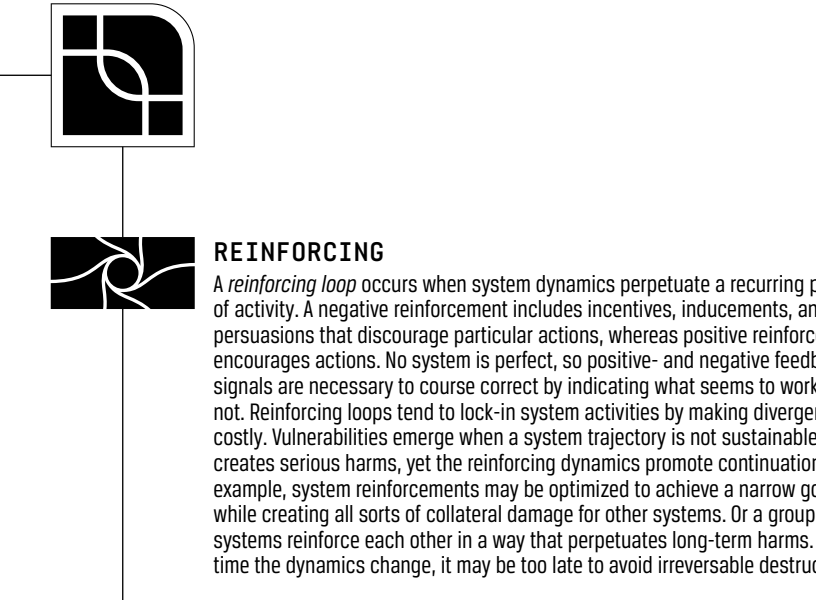 REINFORCING
A reinforcing loop occurs when system dynamics perpetuate a recurring
of activity. A negative reinforcement includes incentives, inducements,
persuasions that discourage particular actions, whereas positive
encourages actions. No system is perfect, so positive- and negative
signals are necessary to course correct by indicating what seems to work
not. Reinforcing loops tend to lock-in system activities by making
costly. Vulnerabilities emerge when a system trajectory is not sustainable
creates serious harms, yet the reinforcing dynamics promote
example, system reinforcements may be optimized to achieve a narrow
while creating all sorts of collateral damage for other systems. Or a group
systems reinforce each other in a way that perpetuates long-term harms.
time the dynamics change, it may be too late to avoid irreversable